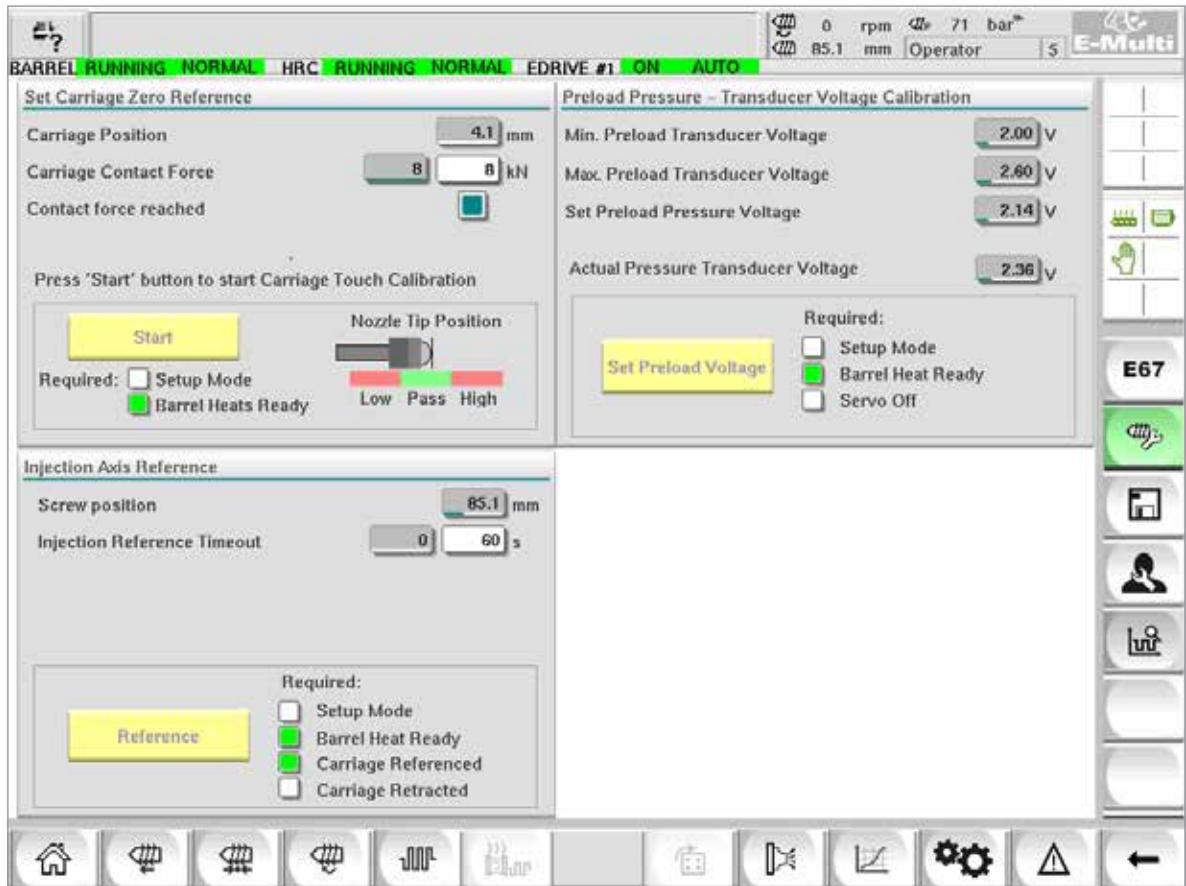 ?
0 rpm 71 bar
E-Multi
85.1 mm Operator 5
BARREL RUNNING NORMAL HRC RUNNING NORMAL EDRIVE #1 ON AUTO
Set Carriage Zero Reference
Carriage Position 4.1 mm
Carriage Contact Force 8 8 kN
Contact force reached
Press 'Start' button to start Carriage Touch Calibration
Start
Nozzle Tip Position
Required: Setup Mode
Barrel Heats Ready
Low Pass High
Preload Pressure - Transducer Voltage Calibration
Min. Preload Transducer Voltage 2.00 V
Max. Preload Transducer Voltage 2.60 V
Set Preload Pressure Voltage 2.14 V
Actual Pressure Transducer Voltage 2.36 V
Set Preload Voltage
Required:
Setup Mode
Barrel Heat Ready
Servo Off
E67
Injection Axis Reference
Screw position 85.1 mm
Injection Reference Timeout 0 60 s
Reference
Required:
Setup Mode
Barrel Heat Ready
Carriage Referenced
Carriage Retracted